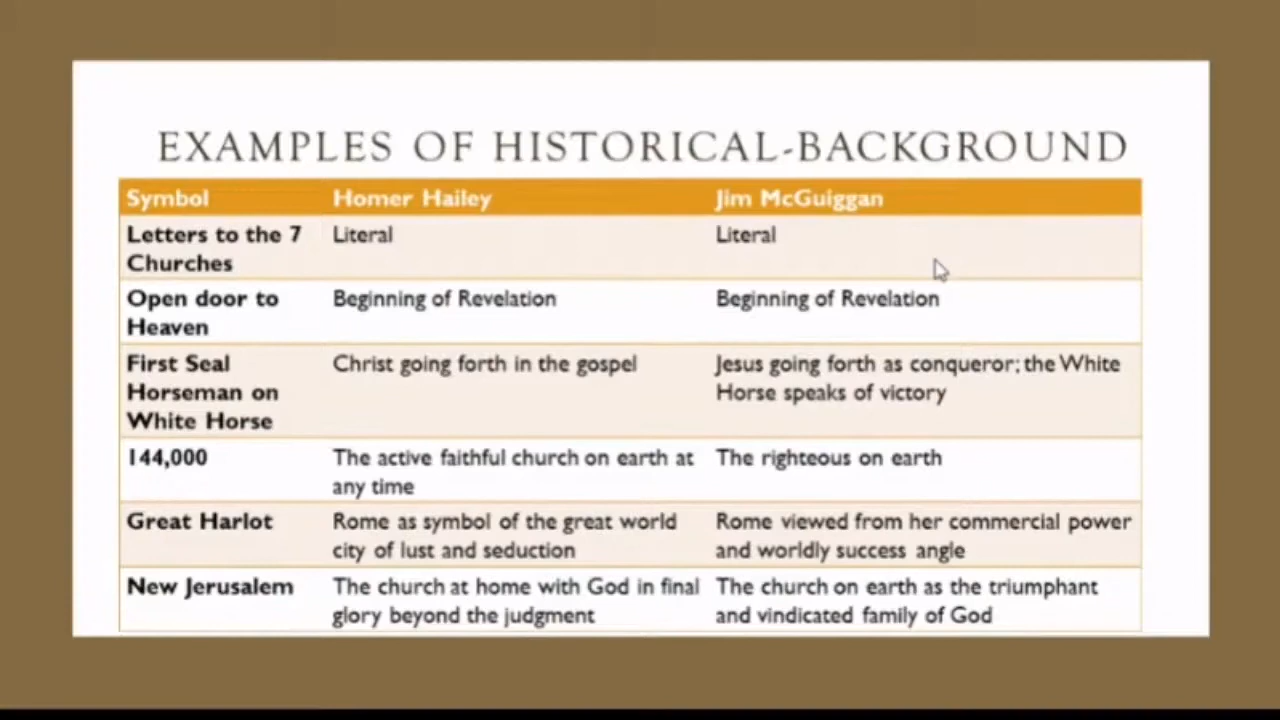 EXAMPLES OF HISTORICAL-BACKGROUND
Symbol Homer Hailey Jim McGuiggan
Letters to the 7 Literal Literal
Churches
Open door to Beginning of Revelation Beginning of Revelation
Heaven
First Seal Christ going forth in the gospel Jesus going forth as conqueror; the White
Horseman on Horse speaks of victory
White Horse
144,000 The active faithful church on earth at The righteous on earth
any time
Great Harlot Rome as symbol of the great world Rome viewed from her commercial power
city of lust and seduction and worldly success angle
New Jerusalem The church at home with God in final The church on earth as the triumphant
glory beyond the judgment and vindicated family of God